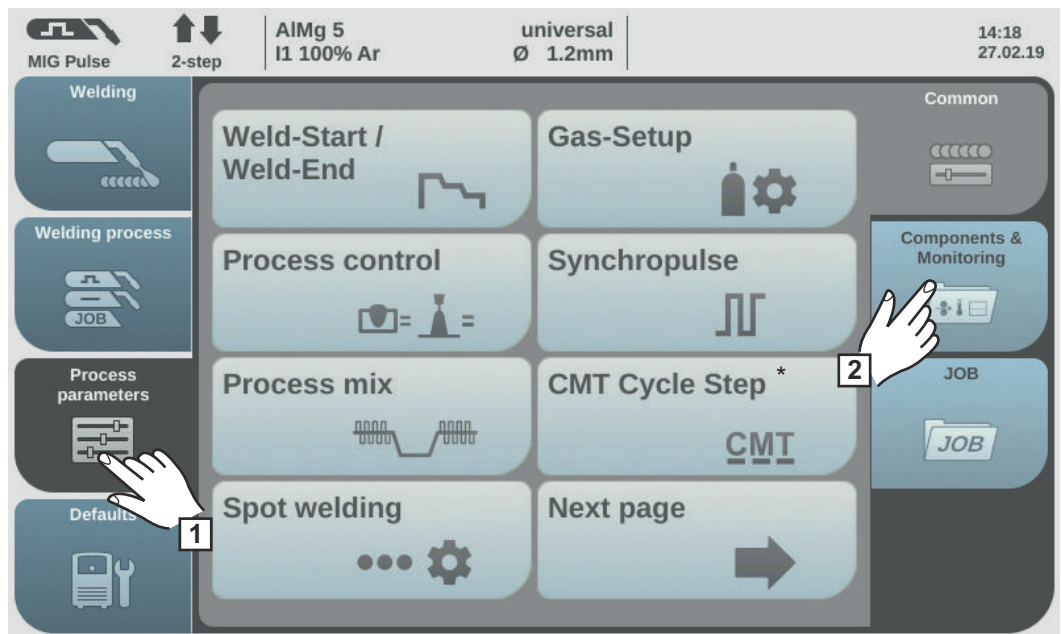 MIG Pulse
2-step
AlMg 5
I1 100% Ar
universal
Ø 1.2mm
14:18
27.02.19
Welding
Welding process
JOB
Process
parameters
Defaults
1
Weld-Start /
Weld-End
Gas-Setup
Process control
=
=
Synchropulse
Process mix
CMT Cycle Step *
CMT
Spot welding
Next page
Common
Components &
Monitoring
2
JOB
JOB